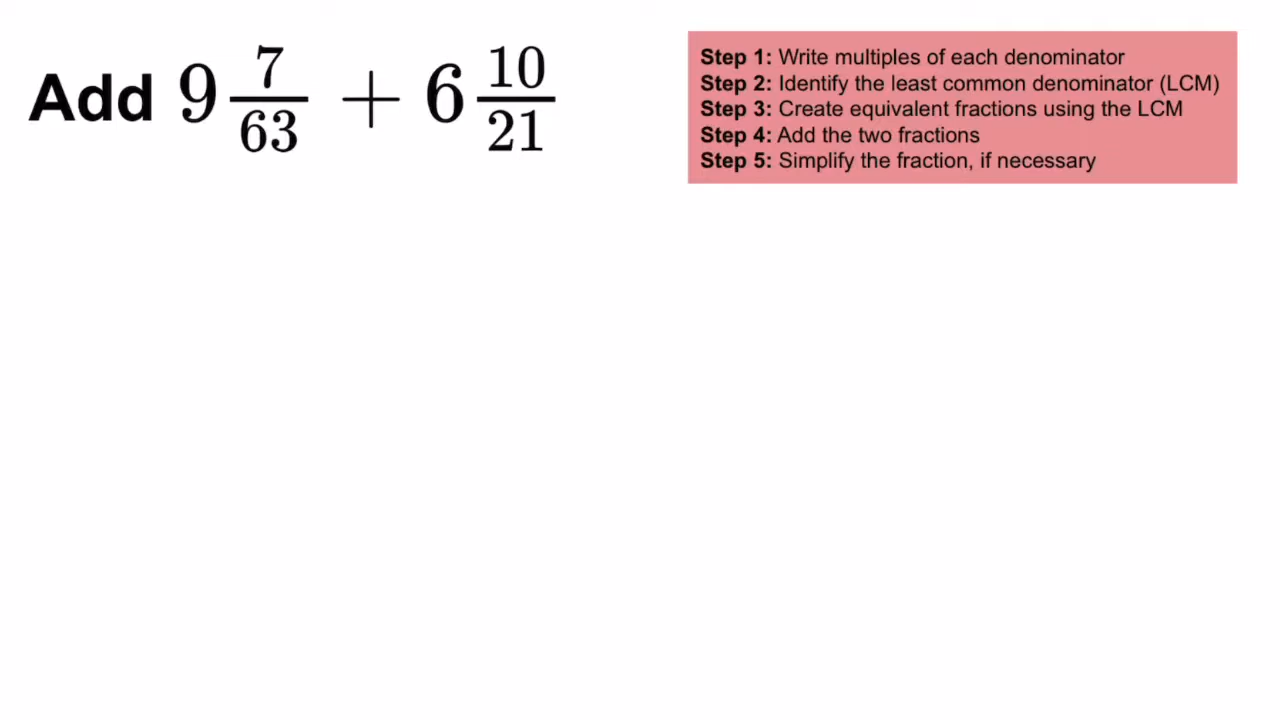 Add 9 7/63 + 6 10/21
Step 1: Write multiples of each denominator
Step 2: Identify the least common denominator (LCM)
Step 3: Create equivalent fractions using the LCM
Step 4: Add the two fractions
Step 5: Simplify the fraction, if necessary